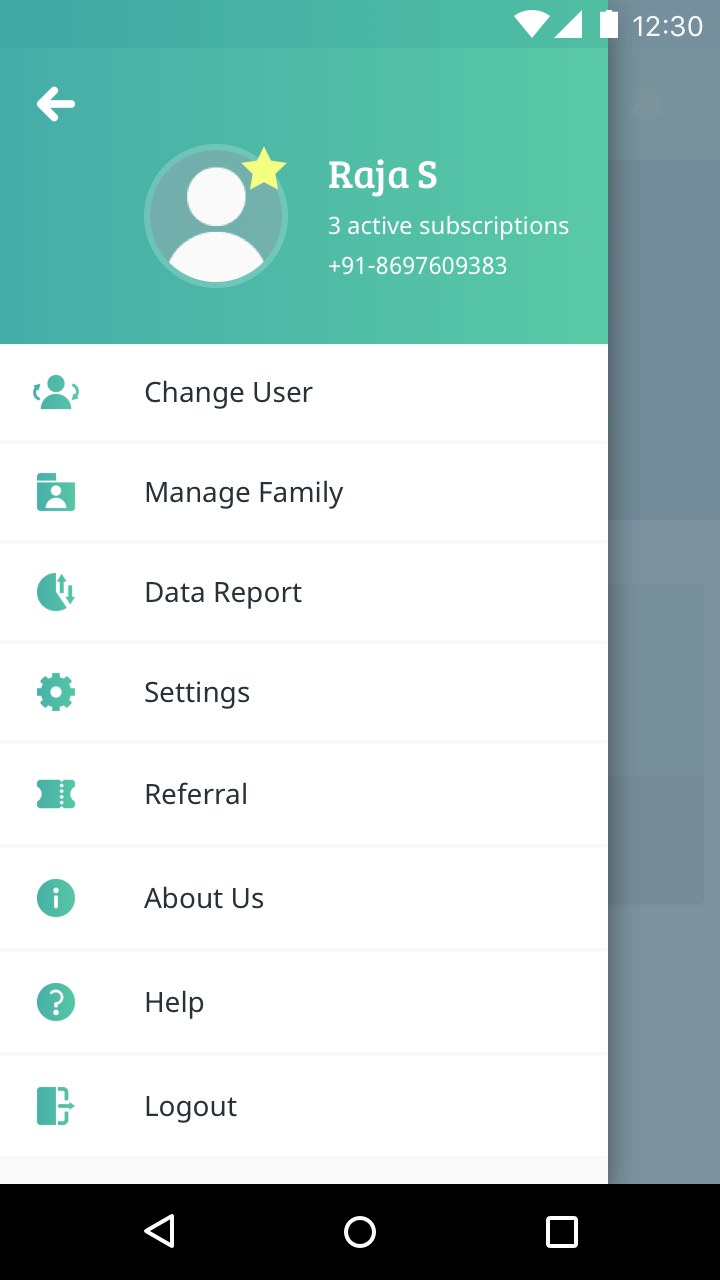 12:30
Raja S
3 active subscriptions
+91-8697609383
Change User
Manage Family
Data Report
Settings
Referral
About Us
Help
Logout